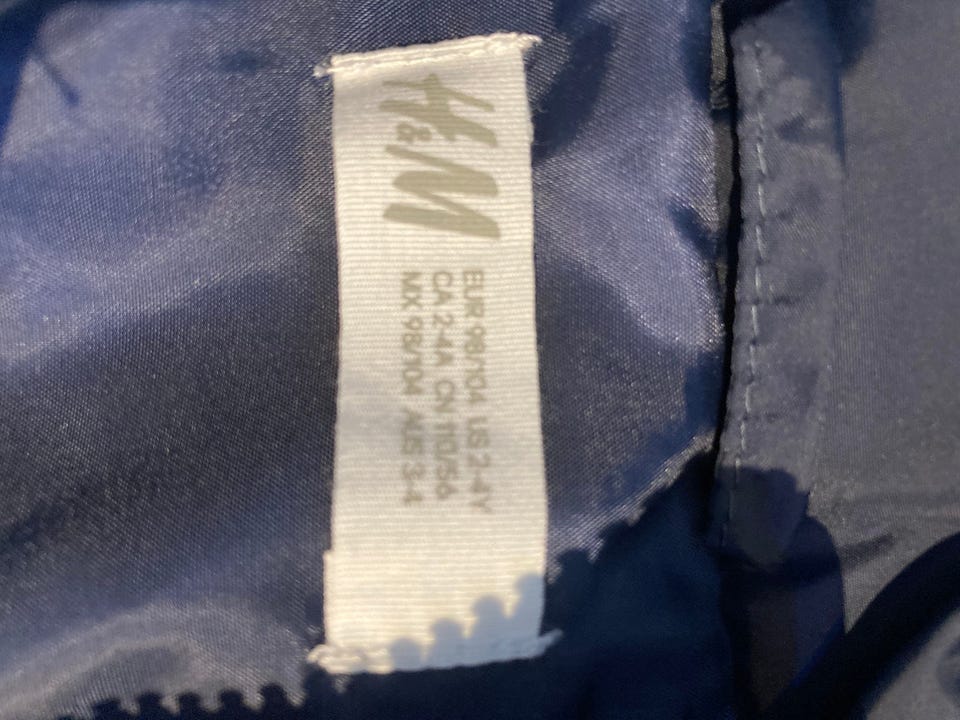 H&M
EUR 98/104 US 2-4Y
CA 2-4A CN 110/56
MX 98/104 AUS 3-4